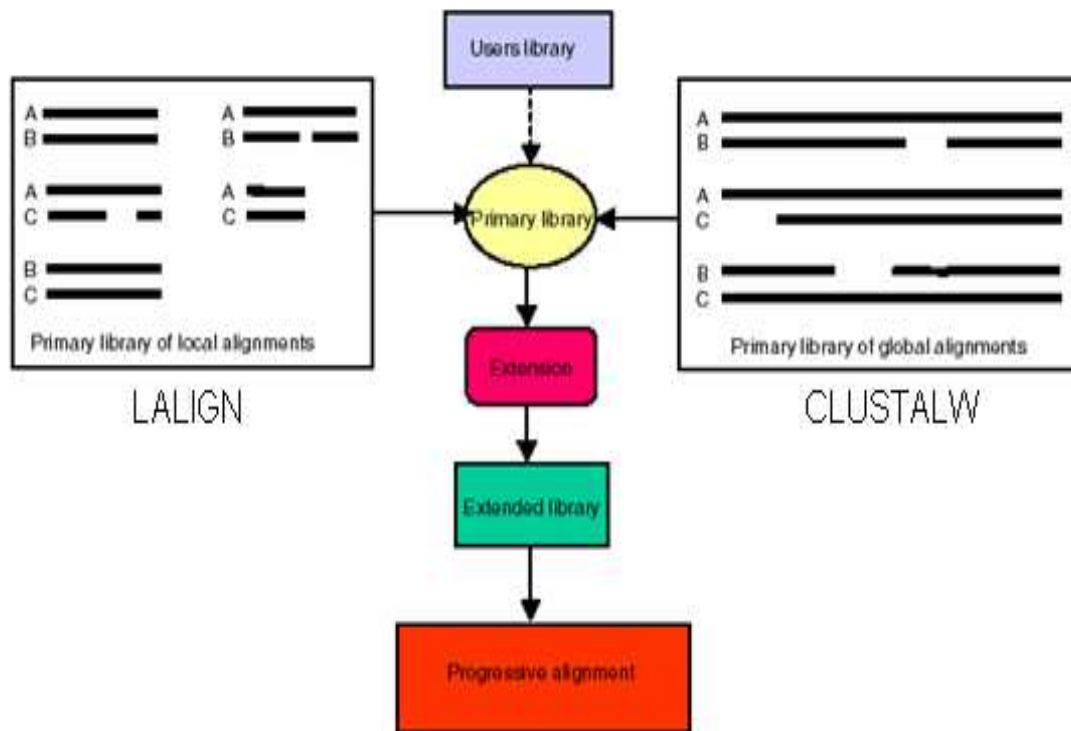 Users library
A
B
A
B
A
C
A
C
B
C
Primary library of local alignments
LALIGN
Primary library
A
B
A
C
B
C
Primary library of global alignments
CLUSTALW
Extension
Extended library
Progressive alignment